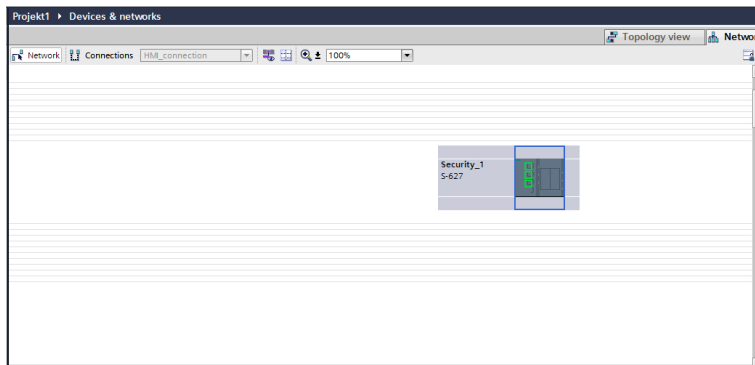 Projekt1 ▸ Devices & networks
Topology view
Netwo
Network Connections HMI_connection 100%
Security_1
S-627